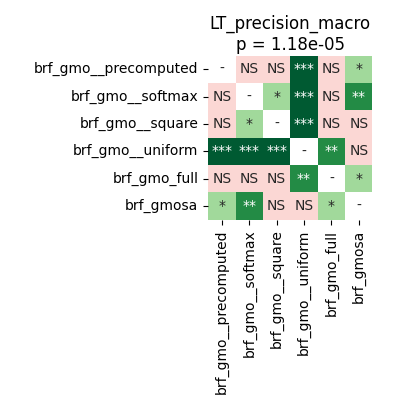 LT_precision_macro
p = 1.18e-05
brf_gmo__precomputed - NS NS *** NS *
brf_gmo__softmax NS - * *** NS **
brf_gmo__square NS * - *** NS NS
brf_gmo__uniform *** *** *** - ** NS
brf_gmo_full NS NS NS ** - *
brf_gmosa * ** NS NS * -
brf_gmo__precomputed
brf_gmo__softmax
brf_gmo__square
brf_gmo__uniform
brf_gmo_full
brf_gmosa